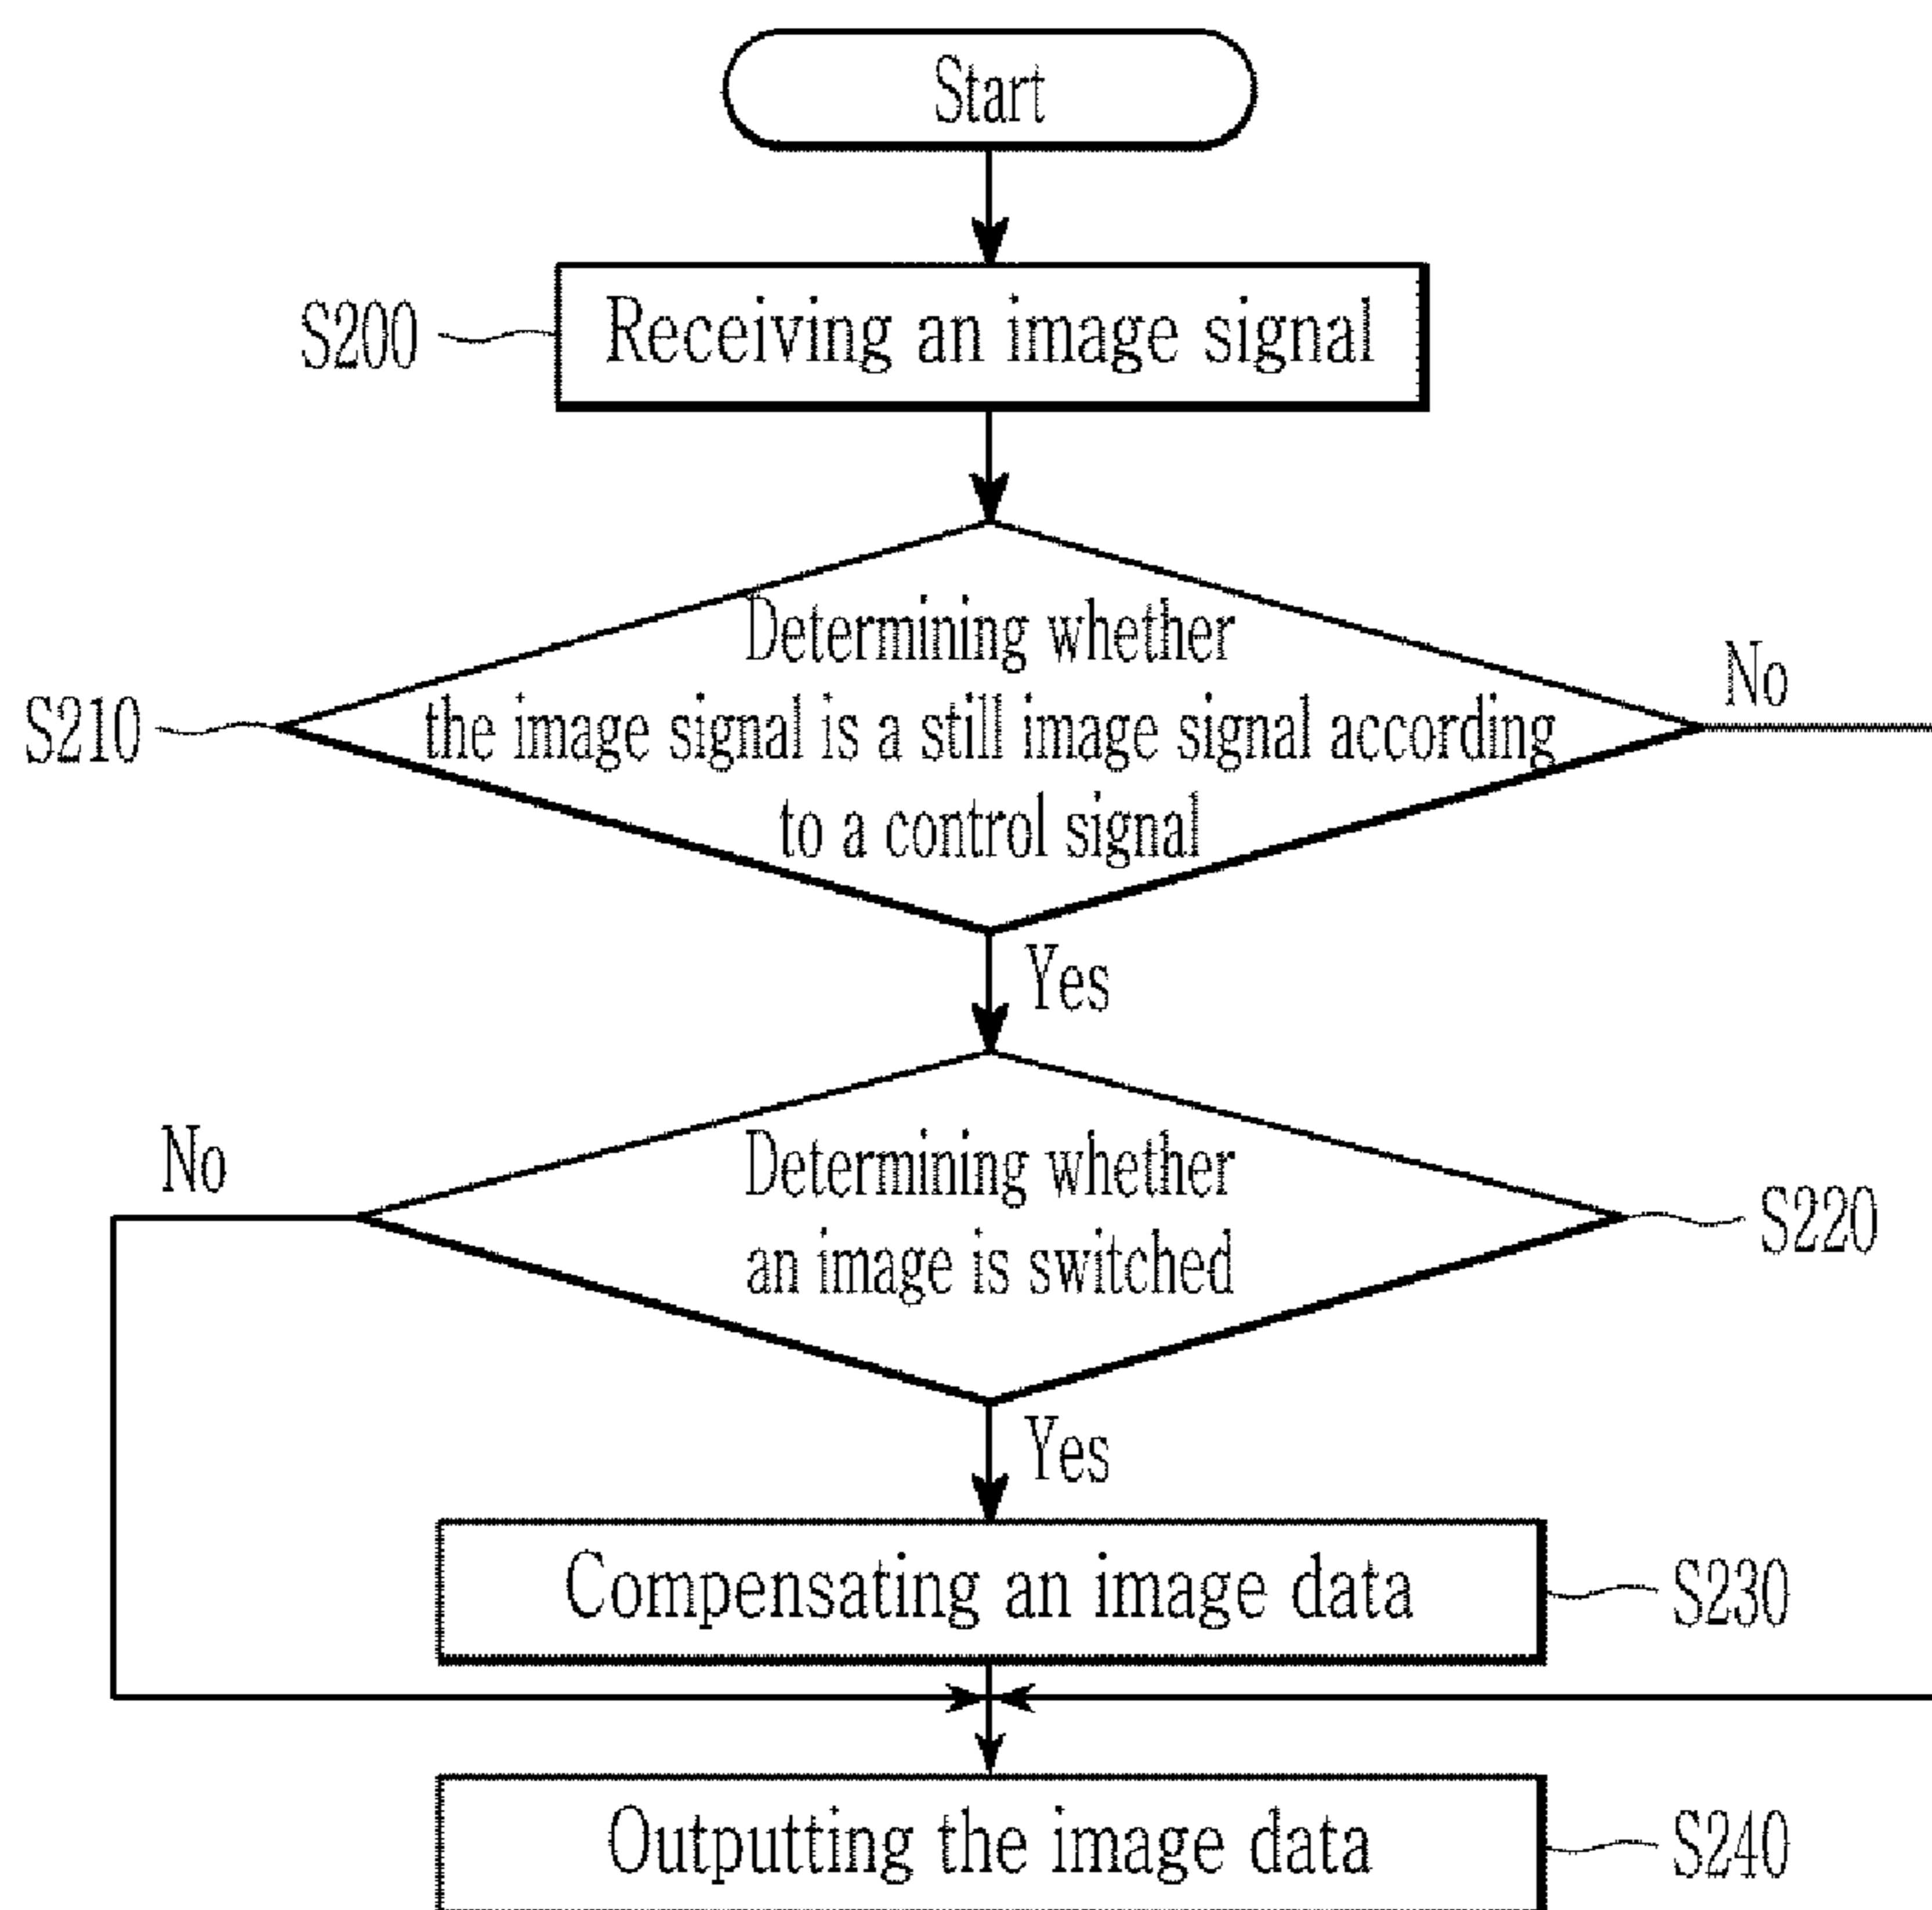 Start
S200
Receiving an image signal
Determining whether
No
S210
the image signal is a still image signal according
to a control signal
Yes
No
Determining whether
S220
an image is switched
Yes
Compensating an image data
S230
Outputting the image data
S240